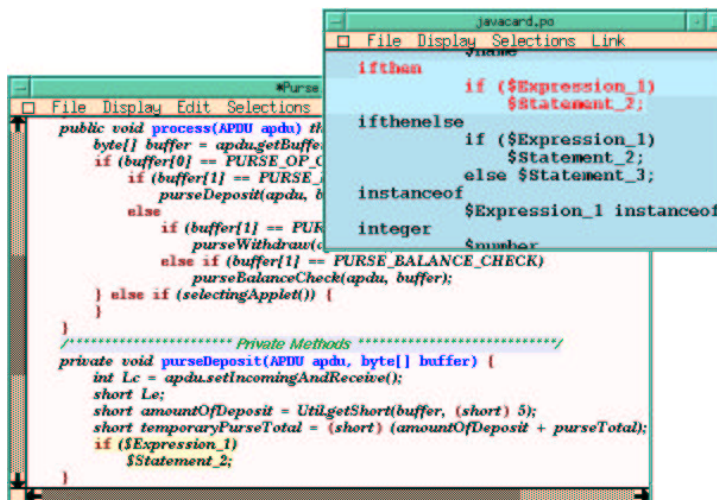 javacard.po
File Display Selections Link
$name
ifthen
if ($Expression_1)
$Statement_2;
ifthenelse
if ($Expression_1)
$Statement_2;
else $Statement_3;
instanceof
$Expression_1 instanceof
integer
$number
*Purse
File Display Edit Selections
public void process(APDU apdu) th
byte[] buffer = apdu.getBuffe
if (buffer[0] == PURSE_OP_
if (buffer[1] == PURSE_
purseDeposit(apdu, b
else
if (buffer[1] == PUR
purseWithdraw(a
else if (buffer[1] == PURSE_BALANCE_CHECK)
purseBalanceCheck(apdu, buffer);
} else if (selectingApplet()) {
}
}
/************************ Private Methods ****************************/
private void purseDeposit(APDU apdu, byte[] buffer) {
int Lc = apdu.setIncomingAndReceive();
short Le;
short amountOfDeposit = Util.getShort(buffer, (short) 5);
short temporaryPurseTotal = (short) (amountOfDeposit + purseTotal);
if ($Expression_1)
$Statement_2;
}